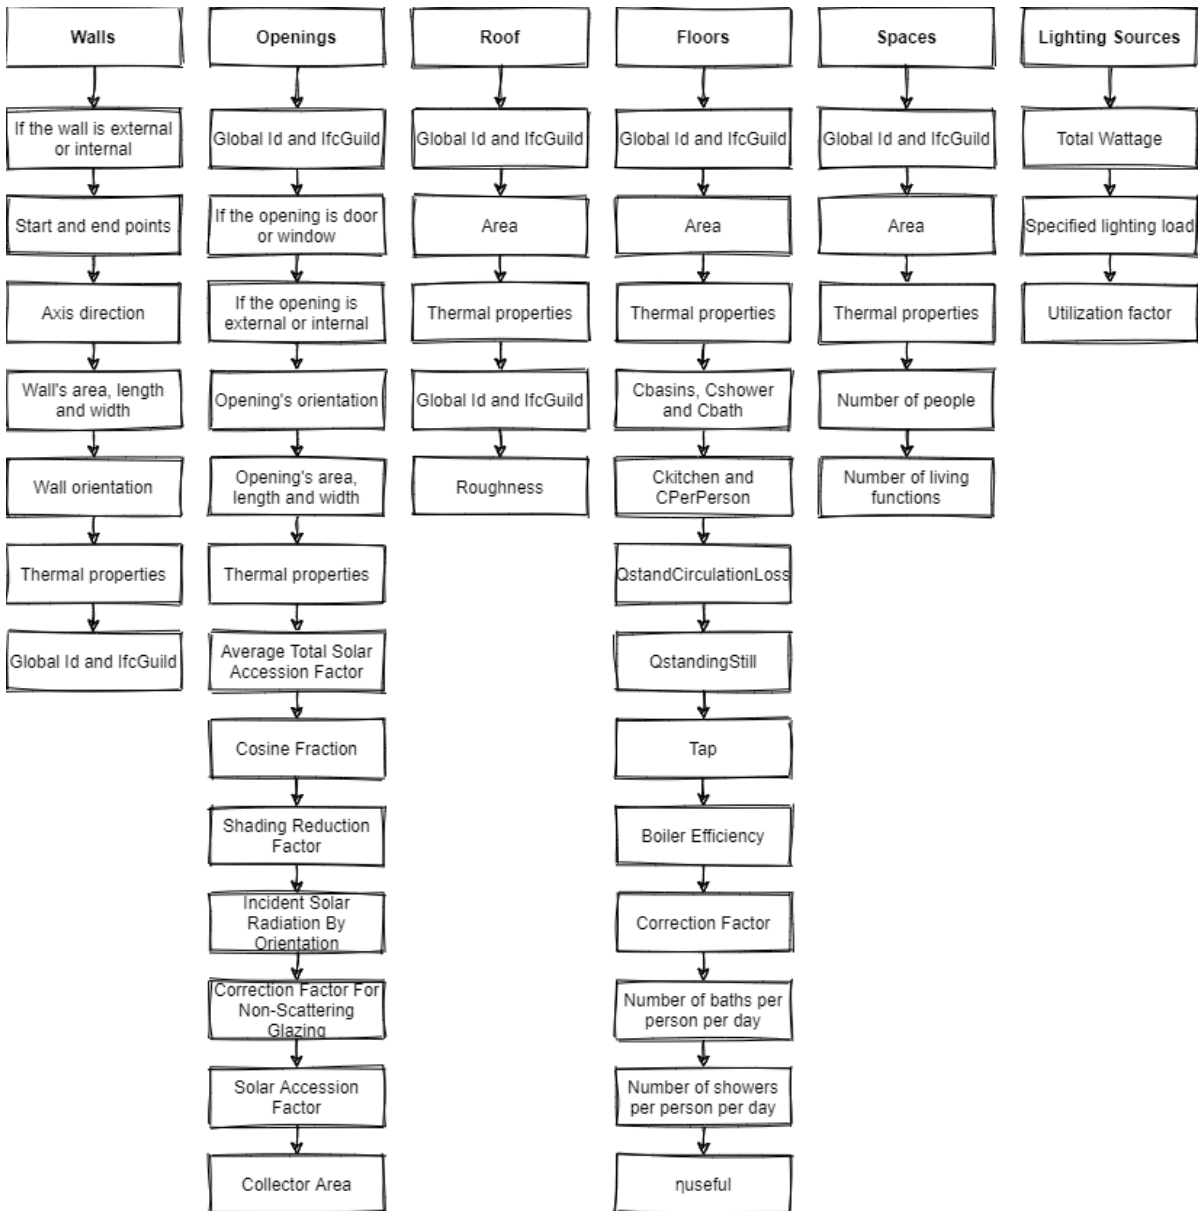 Walls
If the wall is external
or internal
Start and end points
Axis direction
Wall's area, length
and width
Wall orientation
Thermal properties
Global Id and IfcGuild
Openings
Global Id and IfcGuild
If the opening is door
or window
If the opening is
external or internal
Opening's orientation
Opening's area,
length and width
Thermal properties
Average Total Solar
Accession Factor
Cosine Fraction
Shading Reduction
Factor
Incident Solar
Radiation By
Orientation
Correction Factor For
Non-Scattering
Glazing
Solar Accession
Factor
Collector Area
Roof
Global Id and IfcGuild
Area
Thermal properties
Global Id and IfcGuild
Roughness
Floors
Global Id and IfcGuild
Area
Thermal properties
Cbasins, Cshower
and Cbath
Ckitchen and
CPerPerson
QstandCirculationLoss
QstandingStill
Tap
Boiler Efficiency
Correction Factor
Number of baths per
person per day
Number of showers
per person per day
ηuseful
Spaces
Global Id and IfcGuild
Area
Thermal properties
Number of people
Number of living
functions
Lighting Sources
Total Wattage
Specified lighting load
Utilization factor